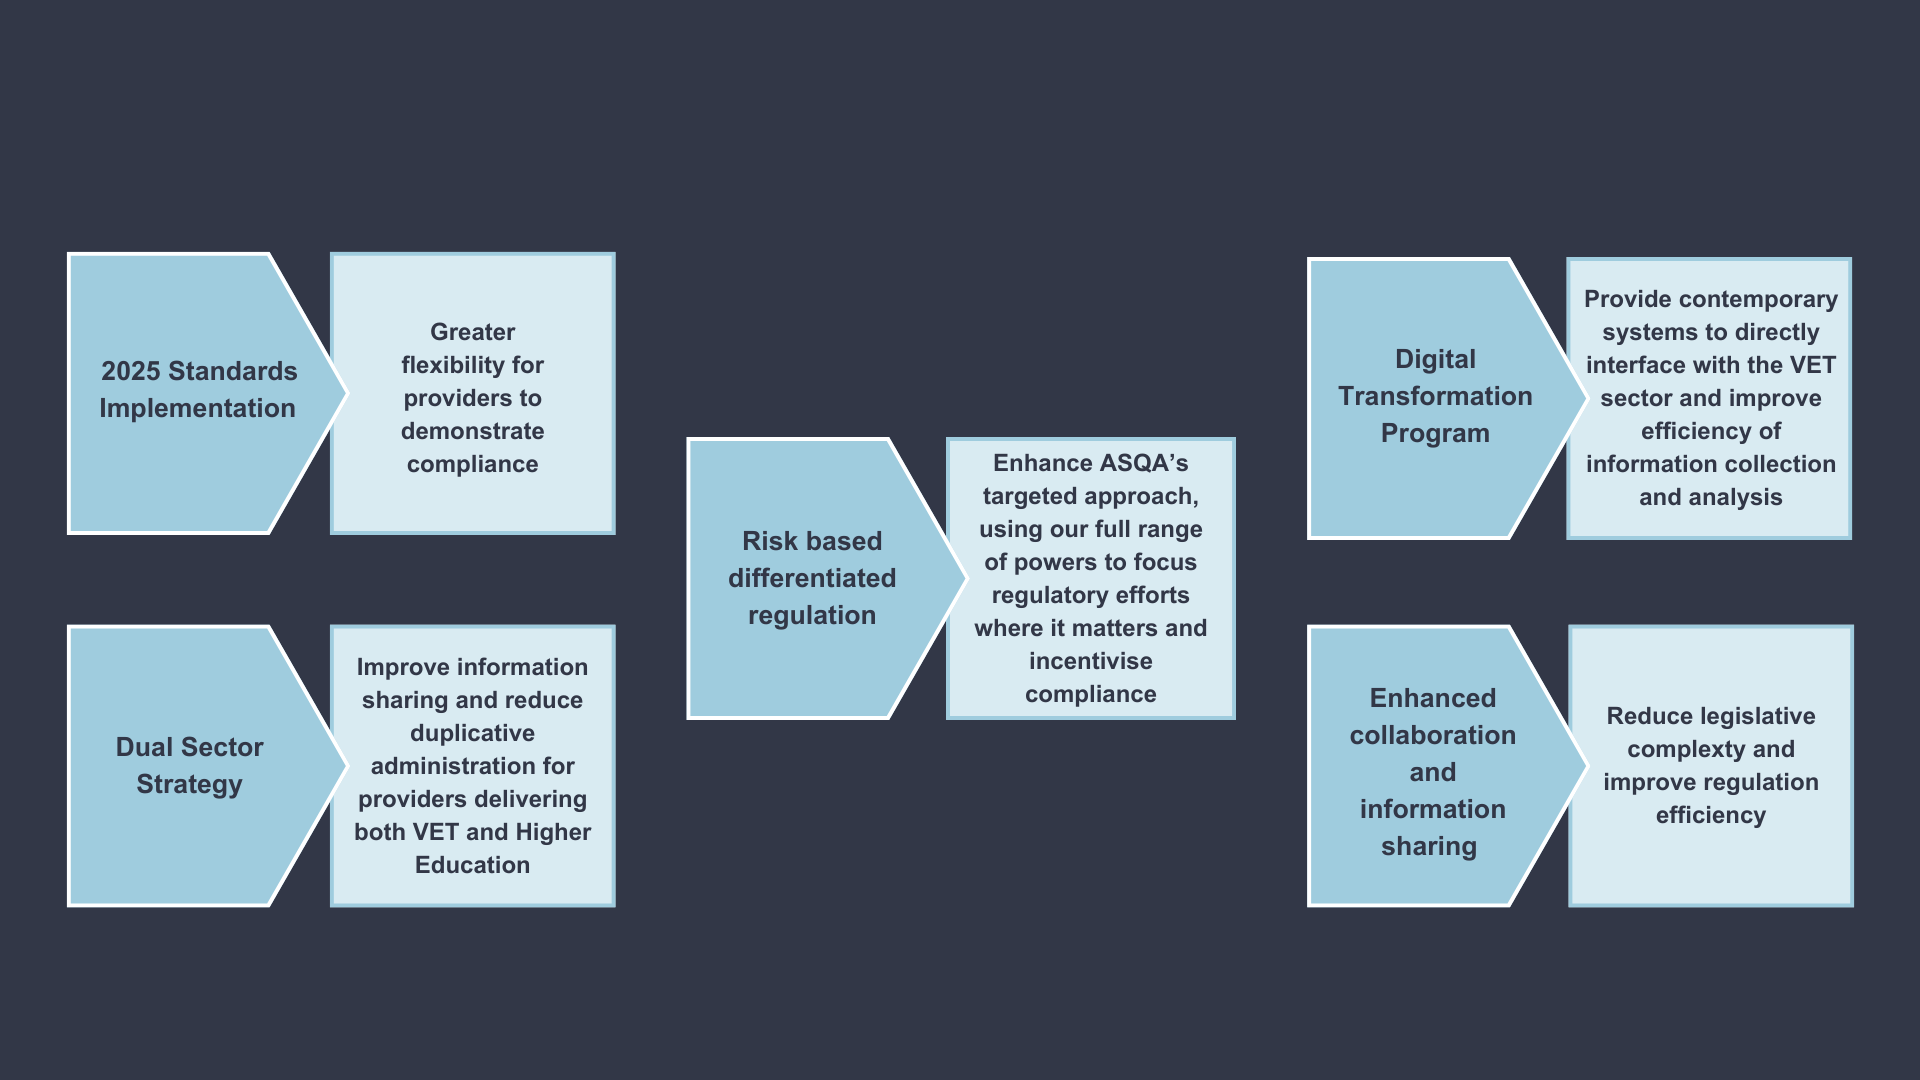 2025 Standards
Implementation
Greater
flexibility for
providers to
demonstrate
compliance
Dual Sector
Strategy
Improve information
sharing and reduce
duplicative
administration for
providers delivering
both VET and Higher
Education
Risk based
differentiated
regulation
Enhance ASQA’s
targeted approach,
using our full range
of powers to focus
regulatory efforts
where it matters and
incentivise
compliance
Digital
Transformation
Program
Provide contemporary
systems to directly
interface with the VET
sector and improve
efficiency of
information collection
and analysis
Enhanced
collaboration
and
information
sharing
Reduce legislative
complexty and
improve regulation
efficiency